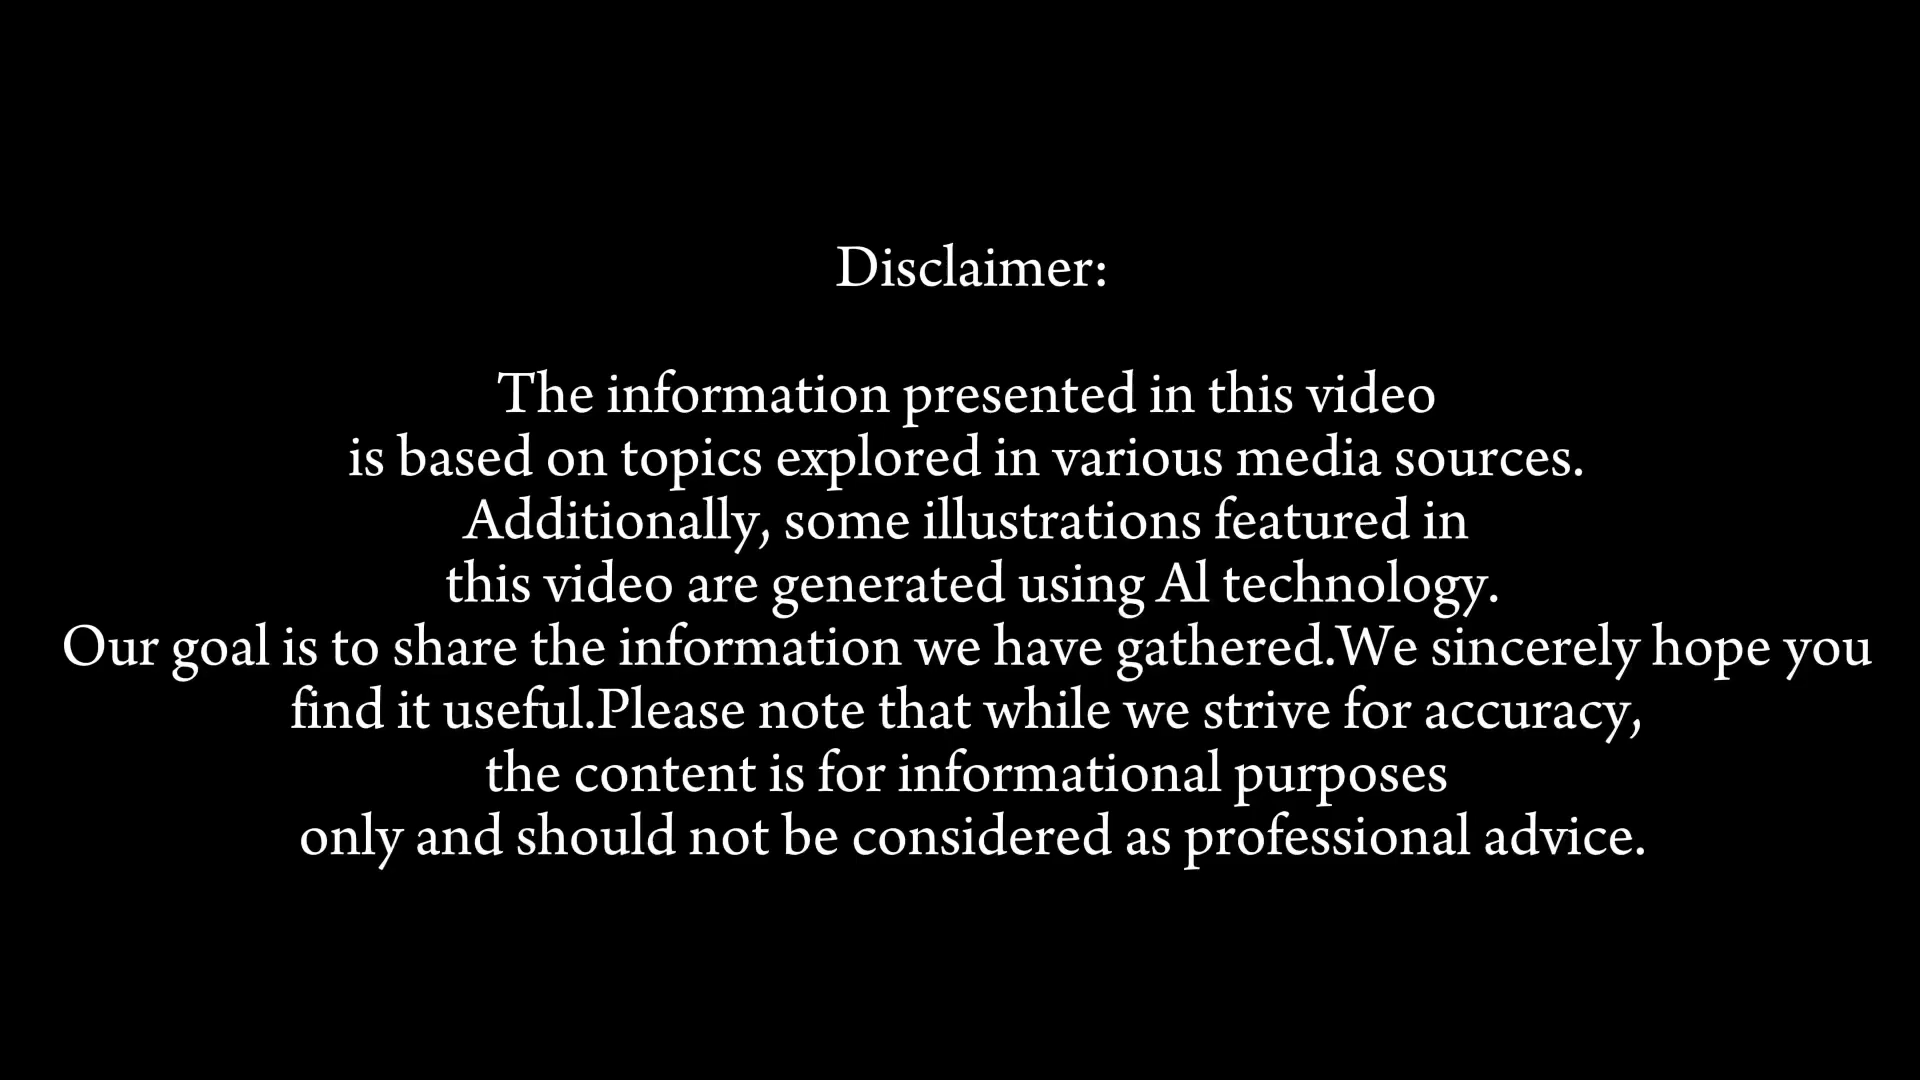 Disclaimer:
The information presented in this video
is based on topics explored in various media sources.
Additionally, some illustrations featured in
this video are generated using Al technology.
Our goal is to share the information we have gathered.We sincerely hope you
find it useful.Please note that while we strive for accuracy,
the content is for informational purposes
only and should not be considered as professional advice.